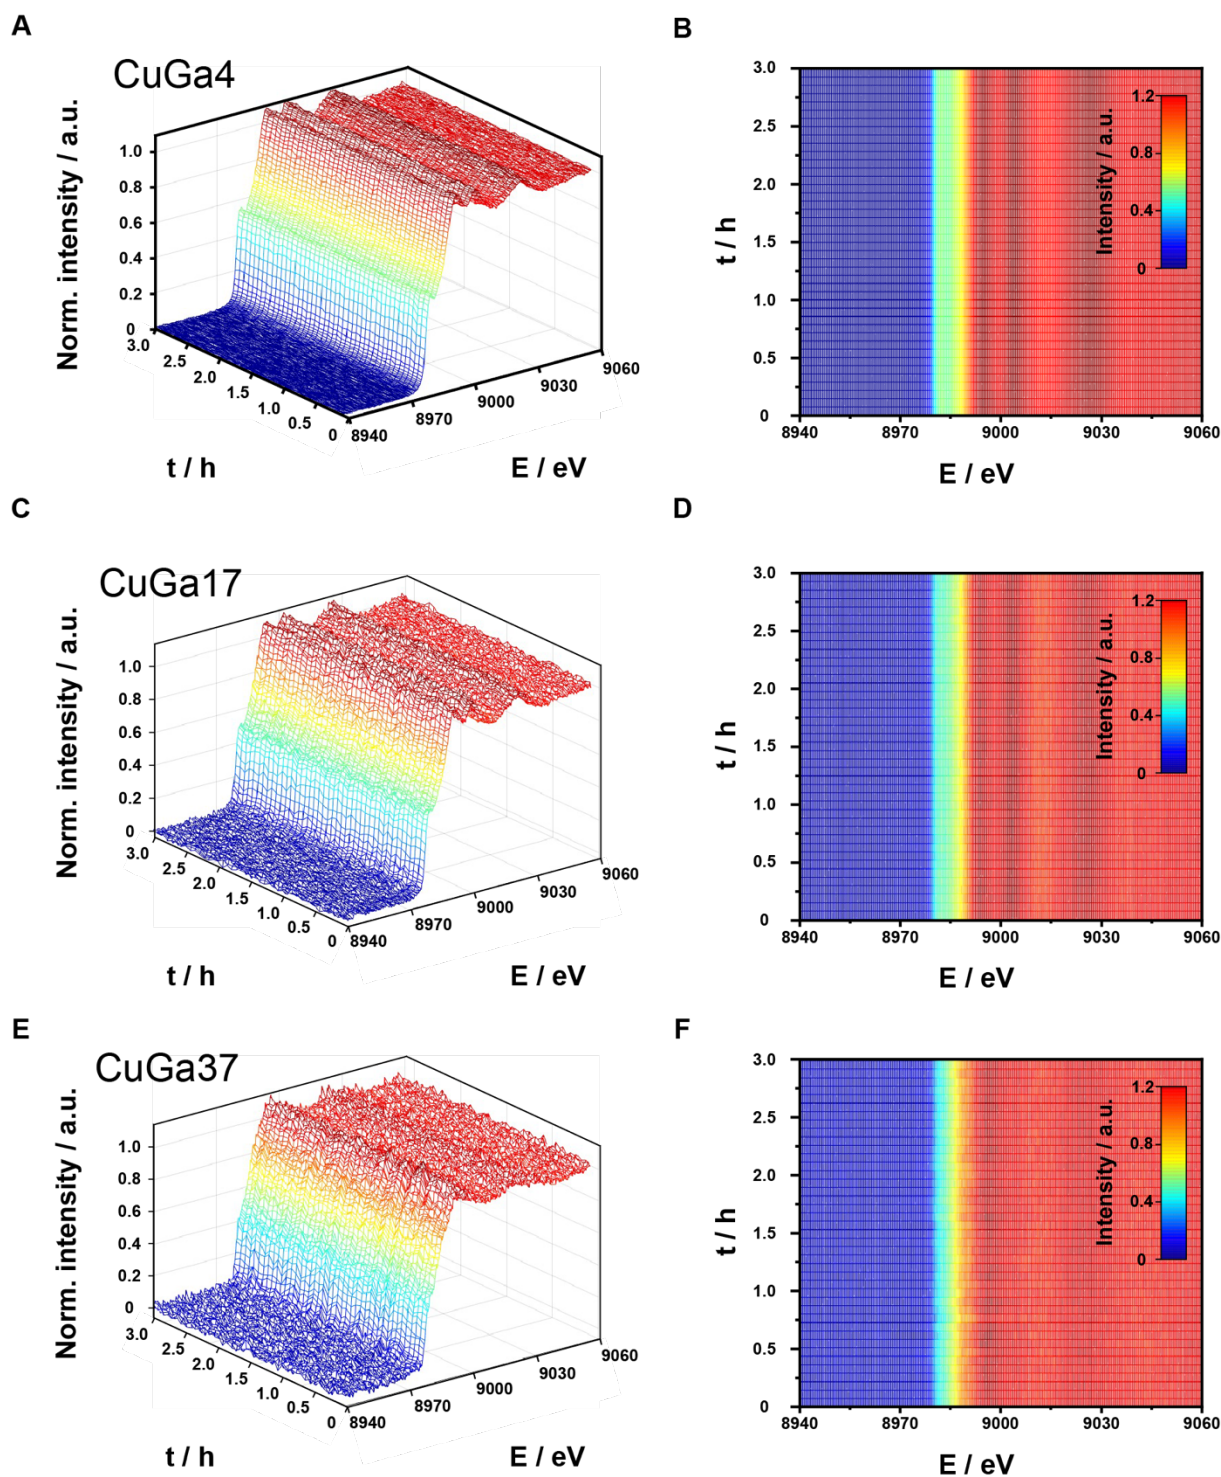 A
CuGa4
Norm. intensity / a.u.
1.0
0.8
0.6
0.4
0.2
0
3.0
2.5
2.0
1.5
1.0
0.5
0
8940
8970
9000
9030
9060
t / h
E / eV
B
t / h
3.0
2.5
2.0
1.5
1.0
0.5
0
8940 8970 9000 9030 9060
E / eV
Intensity / a.u.
1.2
0.8
0.4
0
C
CuGa17
Norm. intensity / a.u.
1.0
0.8
0.6
0.4
0.2
0
3.0
2.5
2.0
1.5
1.0
0.5
0
8940
8970
9000
9030
9060
t / h
E / eV
D
t / h
3.0
2.5
2.0
1.5
1.0
0.5
0
8940 8970 9000 9030 9060
E / eV
Intensity / a.u.
1.2
0.8
0.4
0
E
CuGa37
Norm. intensity / a.u.
1.0
0.8
0.6
0.4
0.2
0
3.0
2.5
2.0
1.5
1.0
0.5
0
8940
8970
9000
9030
9060
t / h
E / eV
F
t / h
3.0
2.5
2.0
1.5
1.0
0.5
0
8940 8970 9000 9030 9060
E / eV
Intensity / a.u.
1.2
0.8
0.4
0